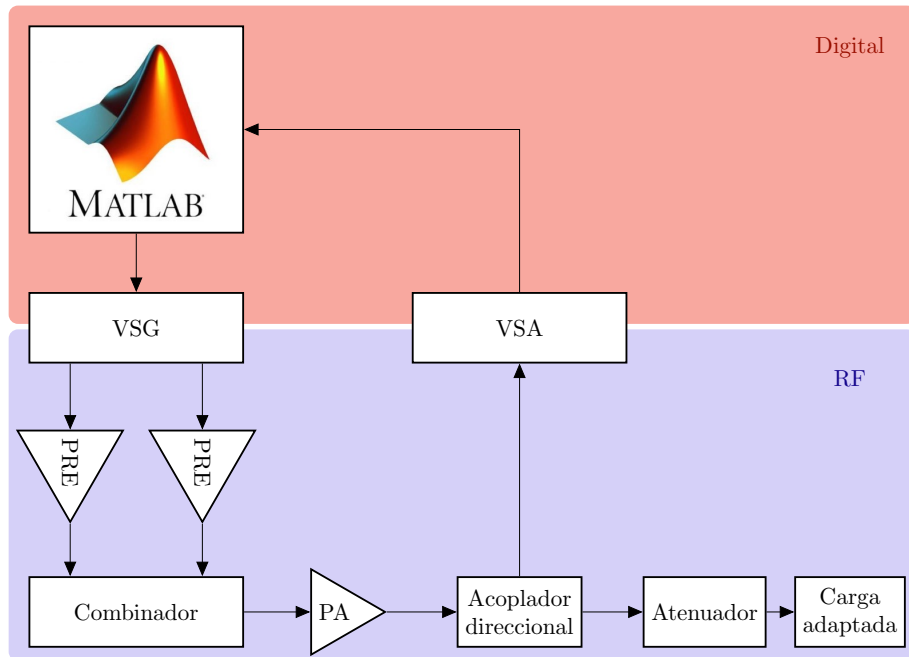 Digital
MATLAB
VSG
VSA
RF
PRE
PRE
Combinador
PA
Acoplador
direccional
Atenuador
Carga
adaptada